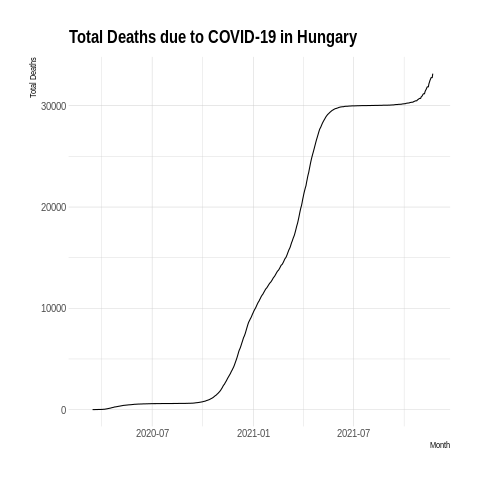 Total Deaths due to COVID-19 in Hungary
Total Deaths
30000
20000
10000
0
2020-07 2021-01 2021-07
Month